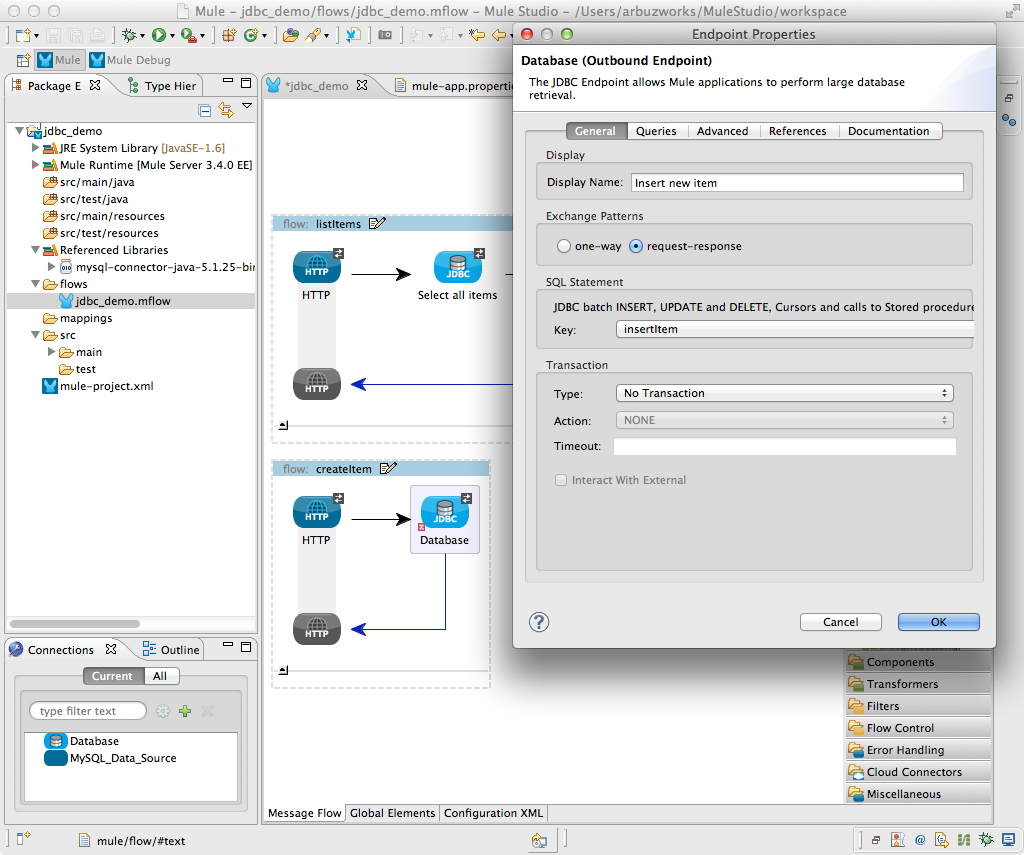 Mule – jdbc_demo/flows/jdbc_demo.mflow – Mule Studio – /Users/arbuzworks/MuleStudio/workspace
Mule
Mule Debug
Package E
Type Hier
jdbc_demo
JRE System Library [JavaSE-1.6]
Mule Runtime [Mule Server 3.4.0 EE]
src/main/java
src/test/java
src/main/resources
src/test/resources
Referenced Libraries
mysql-connector-java-5.1.25-bin
flows
jdbc_demo.mflow
mappings
src
main
test
mule-project.xml
Connections
Outline
Current
All
type filter text
Database
MySQL_Data_Source
*jdbc_demo
mule-app.propertie
flow: listItems
HTTP
JDBC
HTTP
Select all items
HTTP
flow: createItem
HTTP
JDBC
HTTP
Database
HTTP
Message Flow
Global Elements
Configuration XML
Endpoint Properties
Database (Outbound Endpoint)
The JDBC Endpoint allows Mule applications to perform large database
retrieval.
General
Queries
Advanced
References
Documentation
Display
Display Name: Insert new item
Exchange Patterns
one-way
request-response
SQL Statement
JDBC batch INSERT, UPDATE and DELETE, Cursors and calls to Stored procedure
Key: insertItem
Transaction
Type: No Transaction
Action: NONE
Timeout:
Interact With External
?
Cancel
OK
Components
Transformers
Filters
Flow Control
Error Handling
Cloud Connectors
Miscellaneous
mule/flow/#text